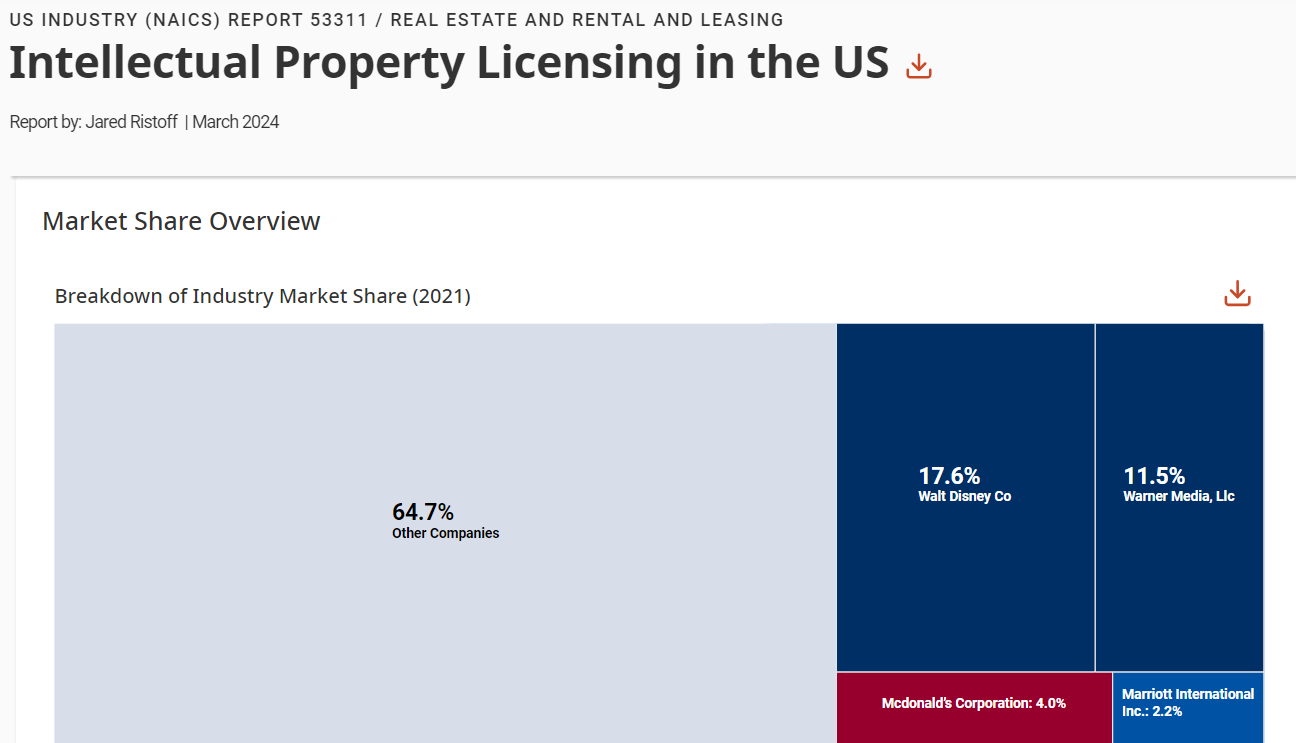 US INDUSTRY (NAICS) REPORT 53311 / REAL ESTATE AND RENTAL AND LEASING
Intellectual Property Licensing in the US
Report by: Jared Ristoff | March 2024
Market Share Overview
Breakdown of Industry Market Share (2021)
64.7%
Other Companies
17.6%
Walt Disney Co
11.5%
Warner Media, Llc
Mcdonald's Corporation: 4.0%
Marriott International
Inc.: 2.2%